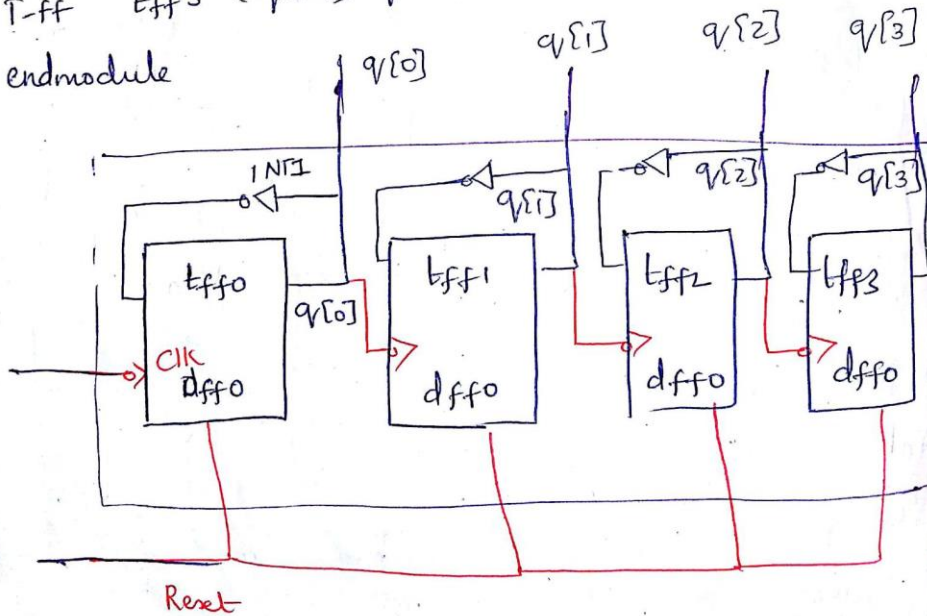 T-ff tff3 (q
endmodule
q[0] q[1] q[2] q[3]
INT1
q[1] q[2] q[3]
tff0 tff1 tff2 tff3
q[0]
Clk
dff0 dff0 dff0 dff0
Reset